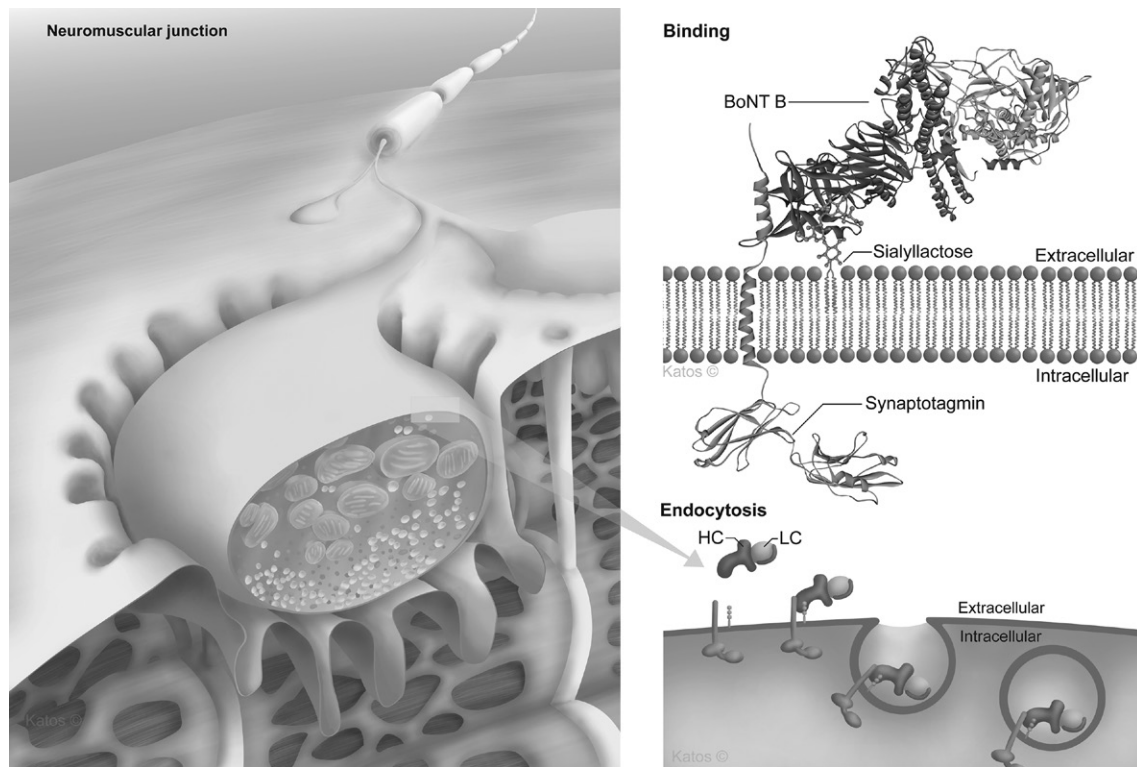 Neuromuscular junction
Katos ©
Binding
BoNT B
Sialyllactose
Extracellular
Katos ©
Intracellular
Synaptotagmin
Endocytosis
HC
LC
Extracellular
Intracellular
Katos ©